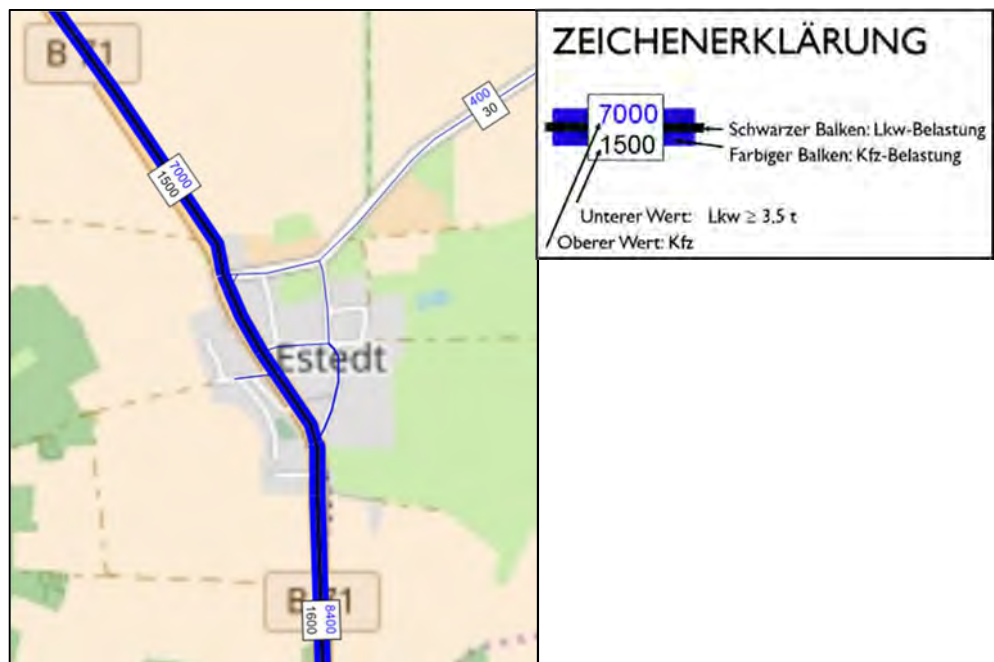 B 71
400
30
7000
1500
Estedt
B 71
8400
1600
ZEICHENERKLÄRUNG
7000
1500
Schwarzer Balken: Lkw-Belastung
Farbiger Balken: Kfz-Belastung
Unterer Wert: Lkw ≥ 3,5 t
Oberer Wert: Kfz